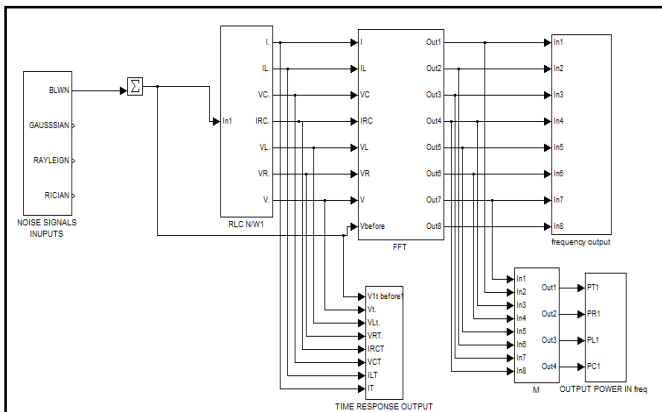 BLWN
GAUSSSIAN
RAYLEIGN
RICIAN
NOISE SIGNALS
INUPUTS
Σ
In1
I.
IL.
VC.
IRC.
VL.
VR.
V.
RLC N/W1
I
IL
VC
IRC
VL
VR
V
Vbefore
Out1
Out2
Out3
Out4
Out5
Out6
Out7
Out8
FFT
In1
In2
In3
In4
In5
In6
In7
In8
frequency output
V1t before1
Vt.
VLt.
VRT.
IRCT
VCT
ILT
IT
TIME RESPONSE OUTPUT
In1
In2
In3
In4
In5
In6
In7
In8
Out1
Out2
Out3
Out4
M
PT1
PR1
PL1
PC1
OUTPUT POWER IN freq